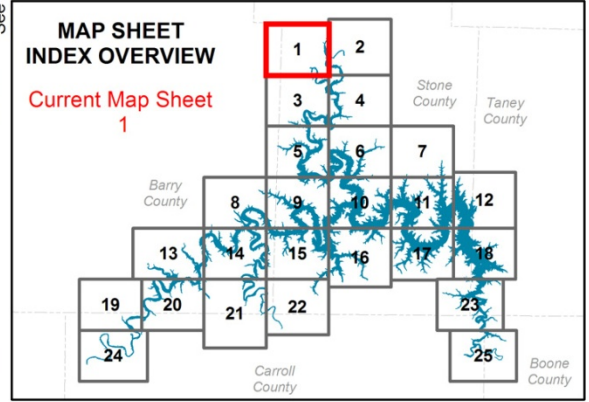 See
MAP SHEET
INDEX OVERVIEW
Current Map Sheet
1
1
2
3
4
Stone
County
Taney
County
5
6
7
Barry
County
8
9
10
11
12
13
14
15
16
17
18
19
20
21
22
23
24
25
Carroll
County
Boone
County